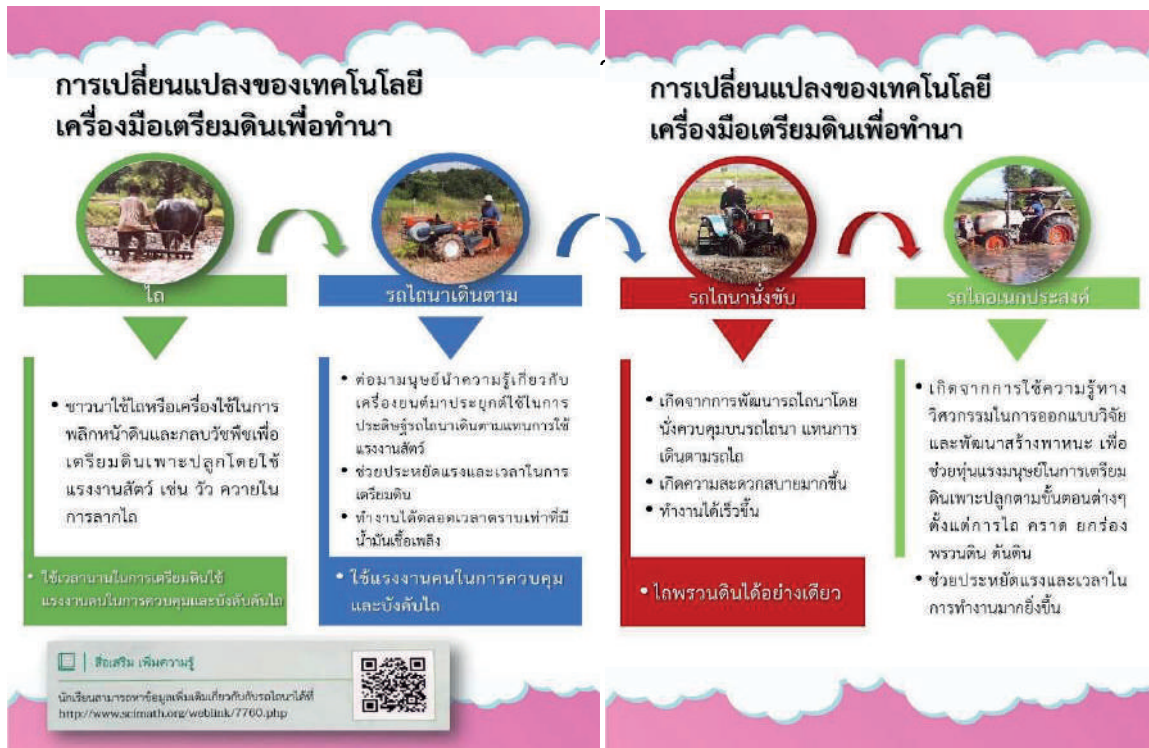 การเปลี่ยนแปลงของเทคโนโลยี
เครื่องมือเตรียมดินเพื่อทำนา
ไถ
รถไถนาเดินตาม
• ชาวนาใช้ไถหรือเครื่องใช้ในการ
พลิกหน้าดินและกลบวัชพืชเพื่อ
เตรียมดินเพาะปลูกโดยใช้
แรงงานสัตว์ เช่น วัว ควายใน
การลากไถ
• ใช้เวลานานในการเตรียมดินใช้
แรงงานคนในการควบคุมและบังคับคันไถ
• ต่อมามนุษย์นำความรู้เกี่ยวกับ
เครื่องยนต์มาประยุกต์ใช้ในการ
ประดิษฐ์รถไถนาเดินตามแทนการใช้
แรงงานสัตว์
• ช่วยประหยัดแรงและเวลาในการ
เตรียมดิน
• ทำงานได้ตลอดเวลาตราบเท่าที่มี
น้ำมันเชื้อเพลิง
• ใช้แรงงานคนในการควบคุม
และบังคับไถ
สื่อเสริม เพิ่มความรู้
นักเรียนสามารถหาข้อมูลเพิ่มเติมเกี่ยวกับกับรถไถนาได้ที่
http://www.scimath.org/weblink/7760.php
การเปลี่ยนแปลงของเทคโนโลยี
เครื่องมือเตรียมดินเพื่อทำนา
รถไถนานั่งขับ
รถไถอเนกประสงค์
• เกิดจากการพัฒนารถไถนาโดย
นั่งควบคุมบนรถไถนา แทนการ
เดินตามรถไถ
• เกิดความสะดวกสบายมากขึ้น
• ทำงานได้เร็วขึ้น
• ไถพรวนดินได้อย่างเดียว
• เกิดจากการใช้ความรู้ทาง
วิศวกรรมในการออกแบบวิจัย
และพัฒนาสร้างพาหนะ เพื่อ
ช่วยทุ่นแรงมนุษย์ในการเตรียม
ดินเพาะปลูกตามขั้นตอนต่างๆ
ตั้งแต่การไถ คราด ยกร่อง
พรวนดิน ดันดิน
• ช่วยประหยัดแรงและเวลาใน
การทำงานมากยิ่งขึ้น